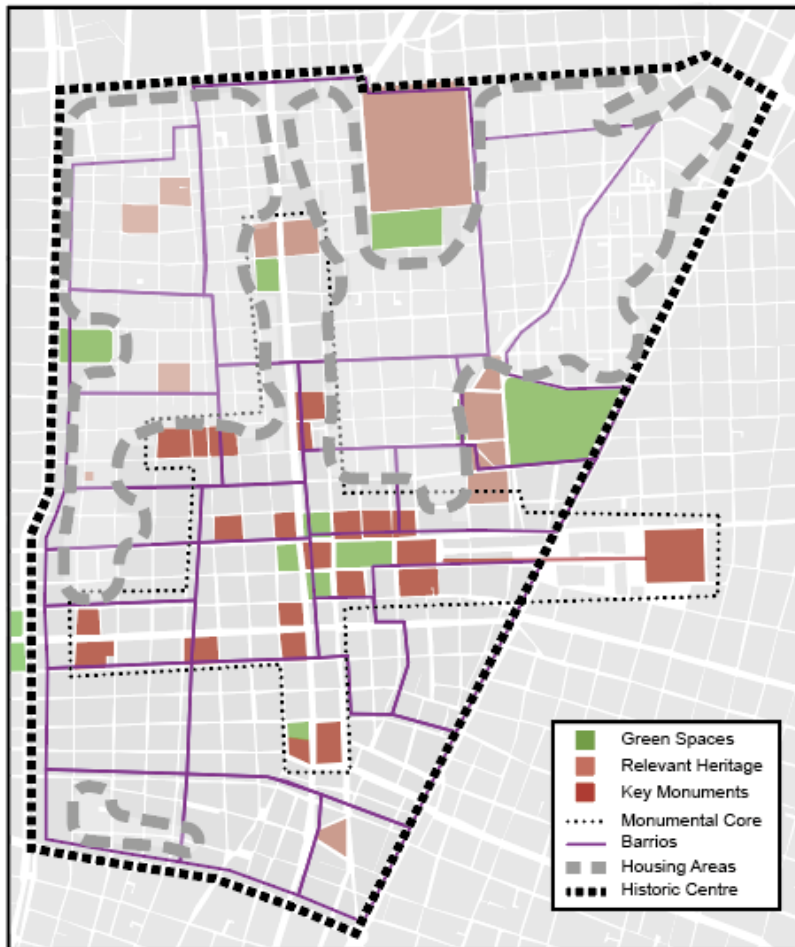 Green Spaces
Relevant Heritage
Key Monuments
Monumental Core
Barrios
Housing Areas
Historic Centre